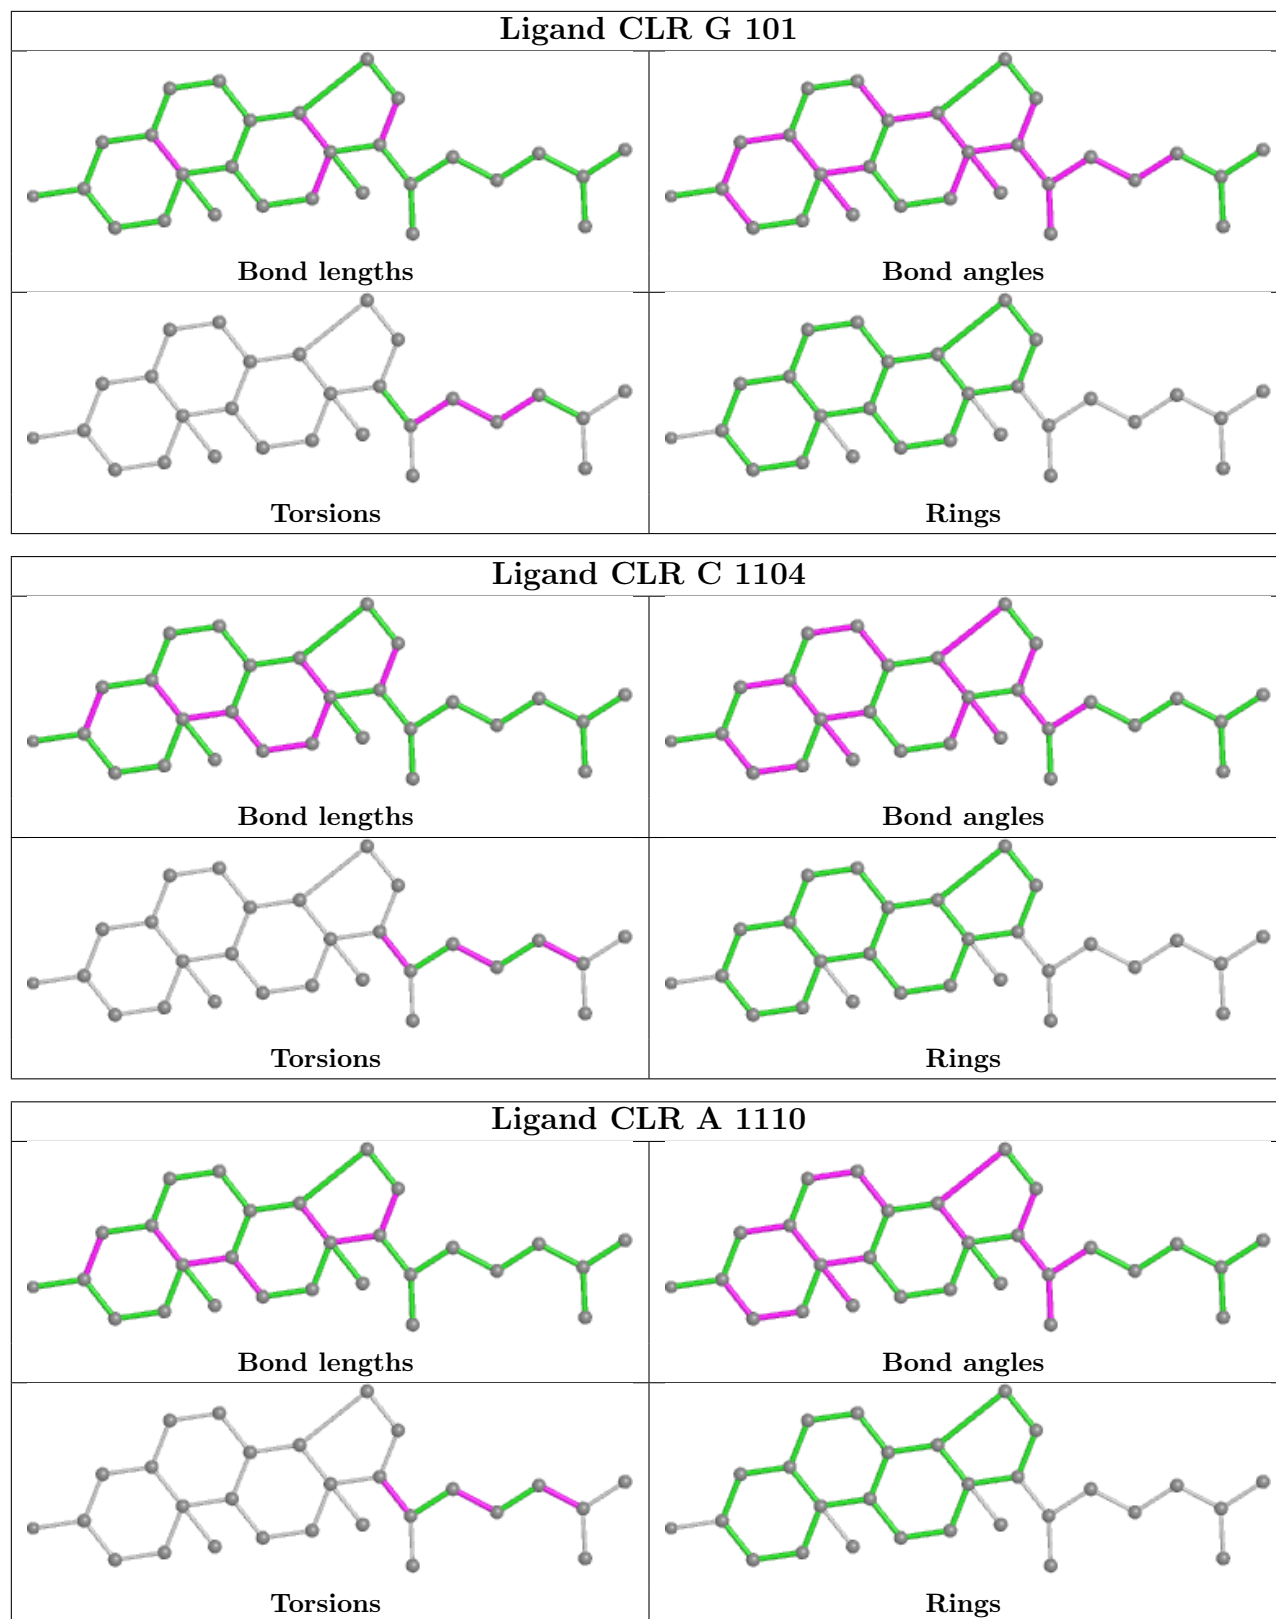 Ligand CLR G 101
Bond lengths
Bond angles
Torsions
Rings
Ligand CLR C 1104
Bond lengths
Bond angles
Torsions
Rings
Ligand CLR A 1110
Bond lengths
Bond angles
Torsions
Rings